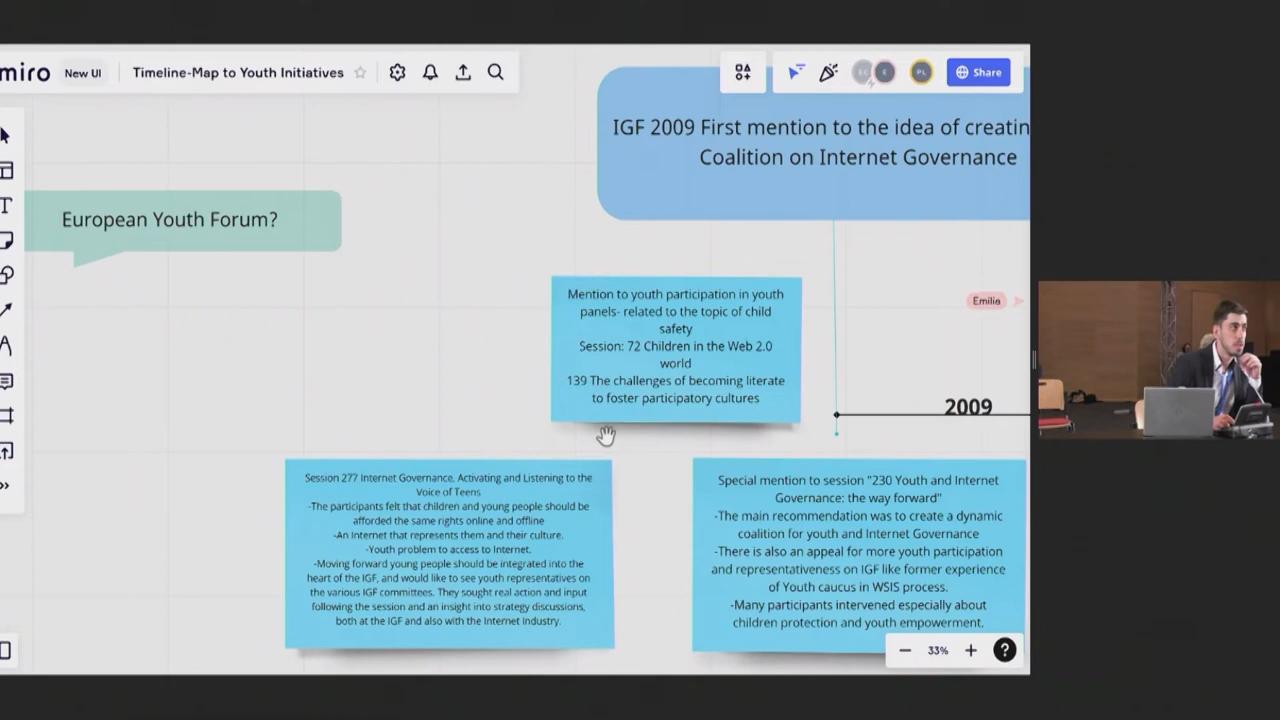 miro New UI Timeline-Map to Youth Initiatives
EC E PL Share
IGF 2009 First mention to the idea of creatin
Coalition on Internet Governance
European Youth Forum?
Mention to youth participation in youth
panels- related to the topic of child
safety
Session: 72 Children in the Web 2.0
world
139 The challenges of becoming literate
to foster participatory cultures
Emilia
2009
Session 277 Internet Governance, Activating and Listening to the
Voice of Teens
-The participants felt that children and young people should be
afforded the same rights online and offline
-An Internet that represents them and their culture.
-Youth problem to access to Internet.
-Moving forward young people should be integrated into the
heart of the IGF, and would like to see youth representatives on
the various IGF committees. They sought real action and input
following the session and an insight into strategy discussions,
both at the IGF and also with the Internet Industry.
Special mention to session "230 Youth and Internet
Governance: the way forward"
-The main recommendation was to create a dynamic
coalition for youth and Internet Governance
-There is also an appeal for more youth participation
and representativeness on IGF like former experience
of Youth caucus in WSIS process.
-Many participants intervened especially about
children protection and youth empowerment.
33%
?